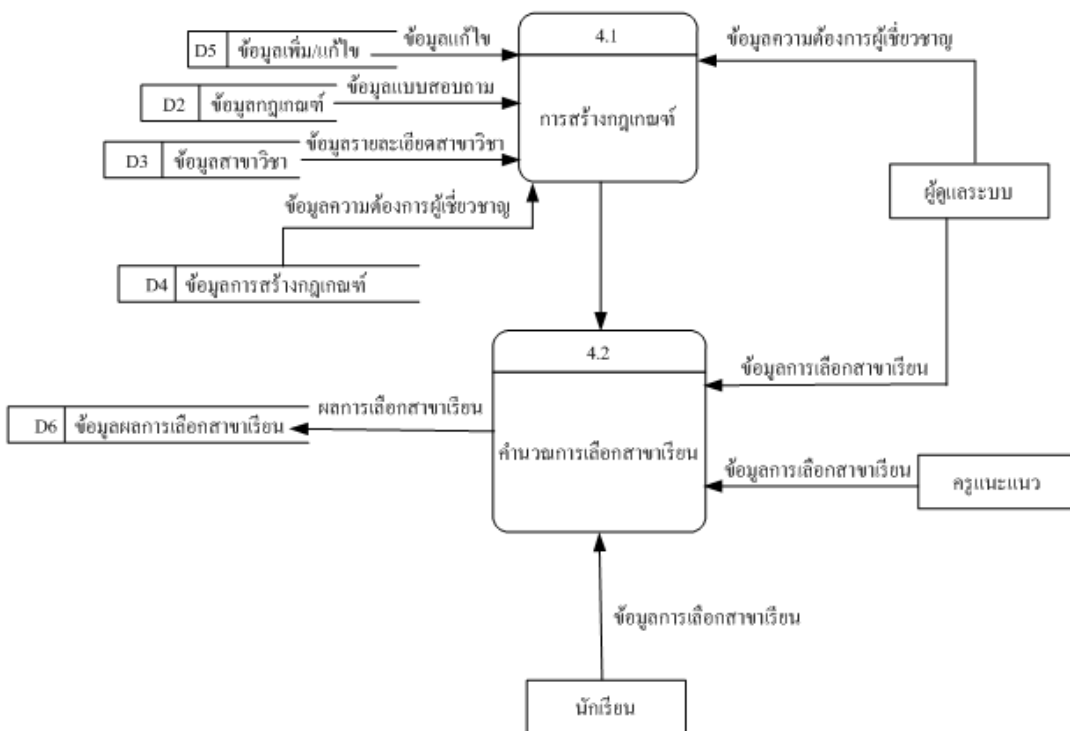 4.1
การสร้างกฎเกณฑ์
D5 ข้อมูลเพิ่ม/แก้ไข
ข้อมูลแก้ไข
D2 ข้อมูลกฎเกณฑ์
ข้อมูลแบบสอบถาม
D3 ข้อมูลสาขาวิชา
ข้อมูลรายละเอียดสาขาวิชา
ข้อมูลความต้องการผู้เชี่ยวชาญ
D4 ข้อมูลการสร้างกฎเกณฑ์
ข้อมูลความต้องการผู้เชี่ยวชาญ
ผู้ดูแลระบบ
4.2
คำนวณการเลือกสาขาเรียน
ข้อมูลการเลือกสาขาเรียน
ผลการเลือกสาขาเรียน
D6 ข้อมูลผลการเลือกสาขาเรียน
ข้อมูลการเลือกสาขาเรียน
ครูแนะแนว
ข้อมูลการเลือกสาขาเรียน
นักเรียน